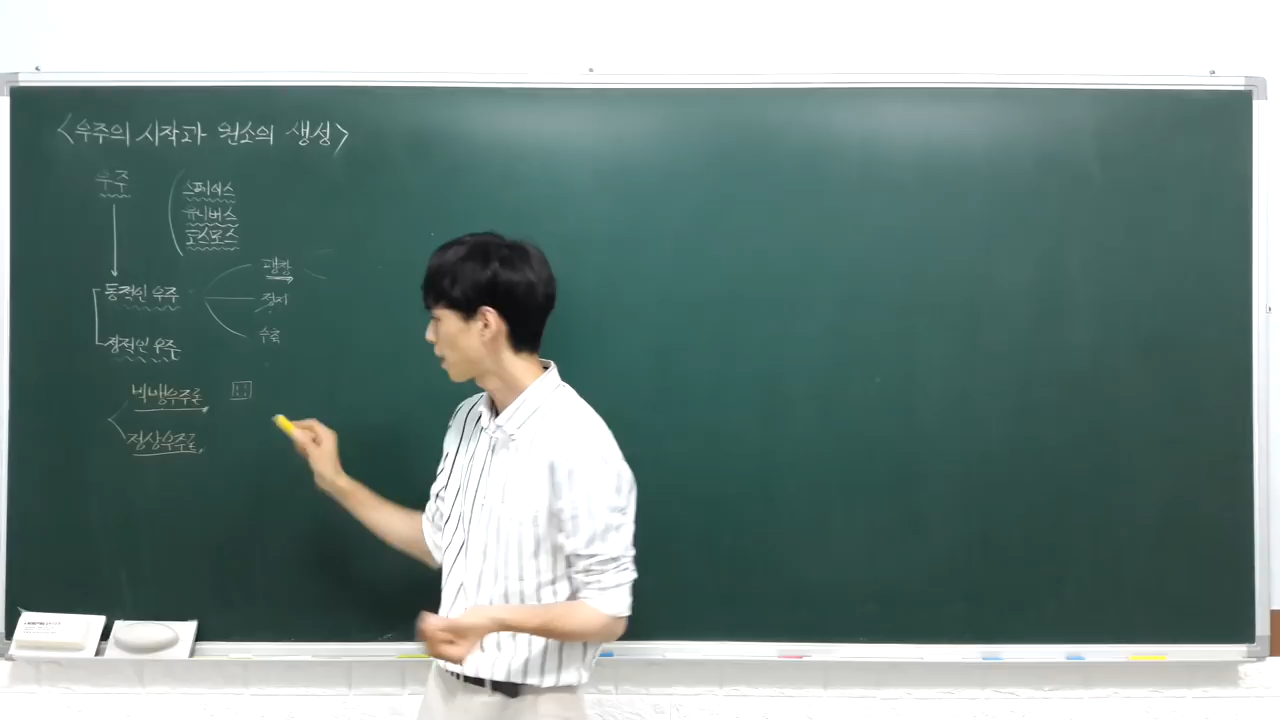 <우주의 시작과 원소의 생성>
우주
스페이스
유니버스
코스모스
팽창
동적인 우주
정지
수축
정적인 우주
빅뱅우주론
정상우주론